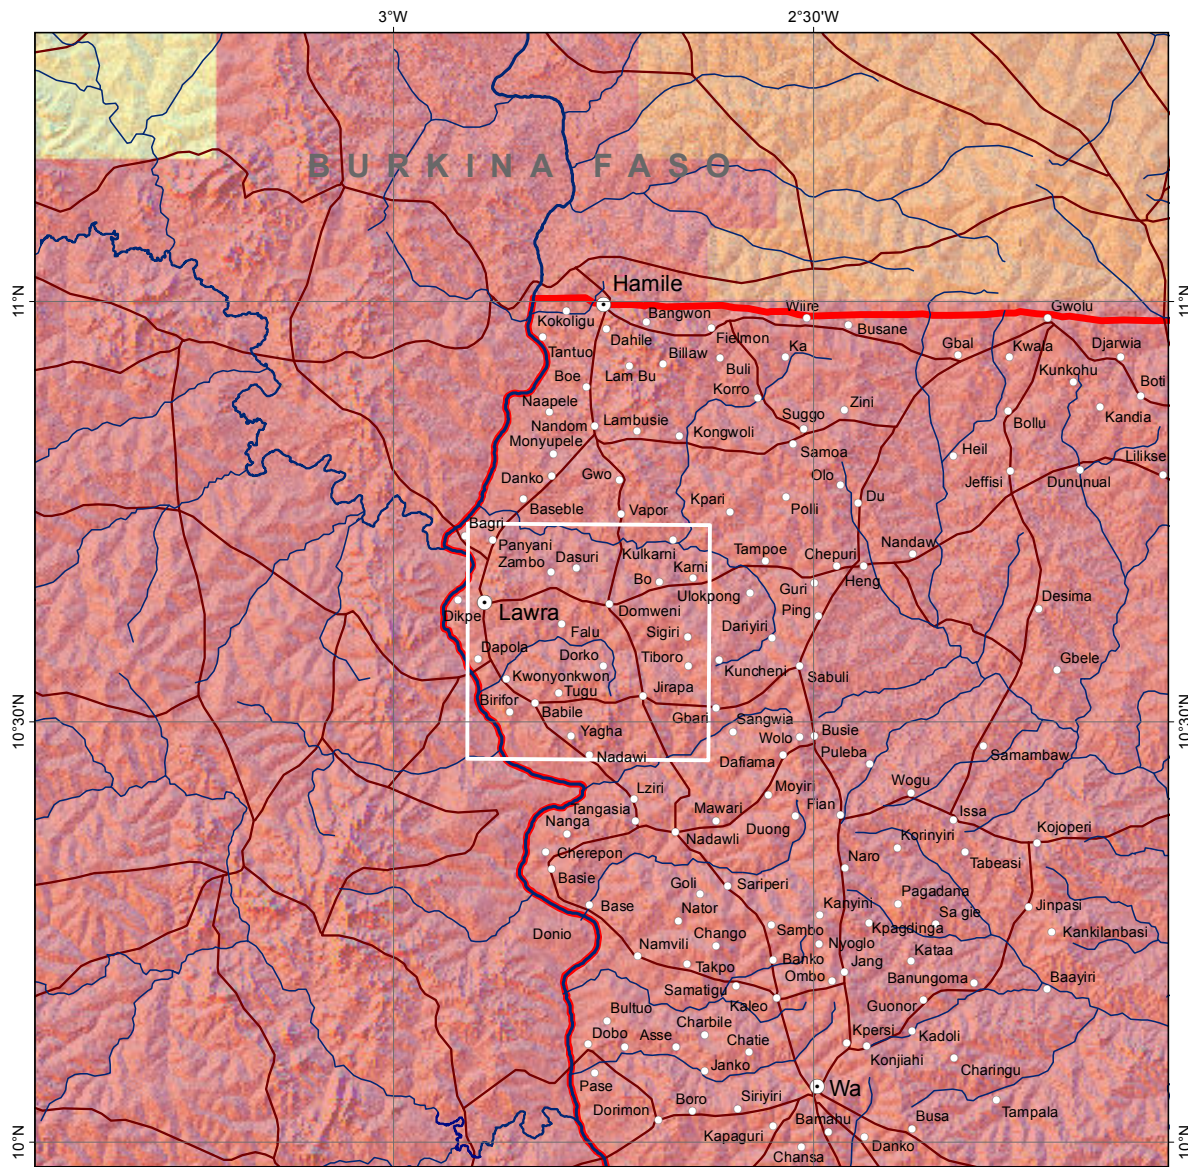 3°W 2°30'W
BURKINA FASO
11°N 11°N
Hamile
Kokoligu Bangwon Wiire Gwolu
Dahile Fielmon Busane
Tantuo Billaw Buli Ka Gbal Kwala Djarwia
Boe Lam Bu Kunkohu Boti
Naapele Korro Kandia
Nandom Lambusie Suggo Zini Bollu
Monyupele Kongwoli Samoa Heil Lilikse
Danko Gwo Olo Jeffisi Dununual
Baseble Vapor Kpari Polli Du
Bagri
Panyani Kulkarni Tampoe Chepuri Nandaw
Zambo Dasuri Karni
Bo Ulokpong Guri Heng
Dikpe Lawra Domweni Ping Desima
Falu Sigiri Dariyiri
Dapola Dorko Tiboro Kuncheni Gbele
Kwonyonkwon Sabuli
Birifor Tugu Jirapa
Babile Gbari Sangwia
10°30'N 10°30'N
Yagha Wolo Busie
Nadawi Dafiama Puleba Samambaw
Lziri Moyiri Wogu
Tangasia Mawari Fian Issa
Nanga Nadawli Duong Korinyiri Kojoperi
Cherepon Naro Tabeasi
Basie Goli Sariperi Pagadana
Base Nator Kanyini Sa gie Jinpasi
Donio Chango Sambo Kpagdinga Kankilanbasi
Namvili Nyoglo Kataa
Takpo Banko Jang
Samatigu Ombo Banungoma Baayiri
Bultuo Kaleo Guonor
Dobo Asse Charbile Kpersi Kadoli
Chatie Konjiahi
Janko Charingu
Pase Wa
Dorimon Boro Siriyiri Tampala
Kapaguri Bamahu Busa
Chansa Danko
10°N 10°N